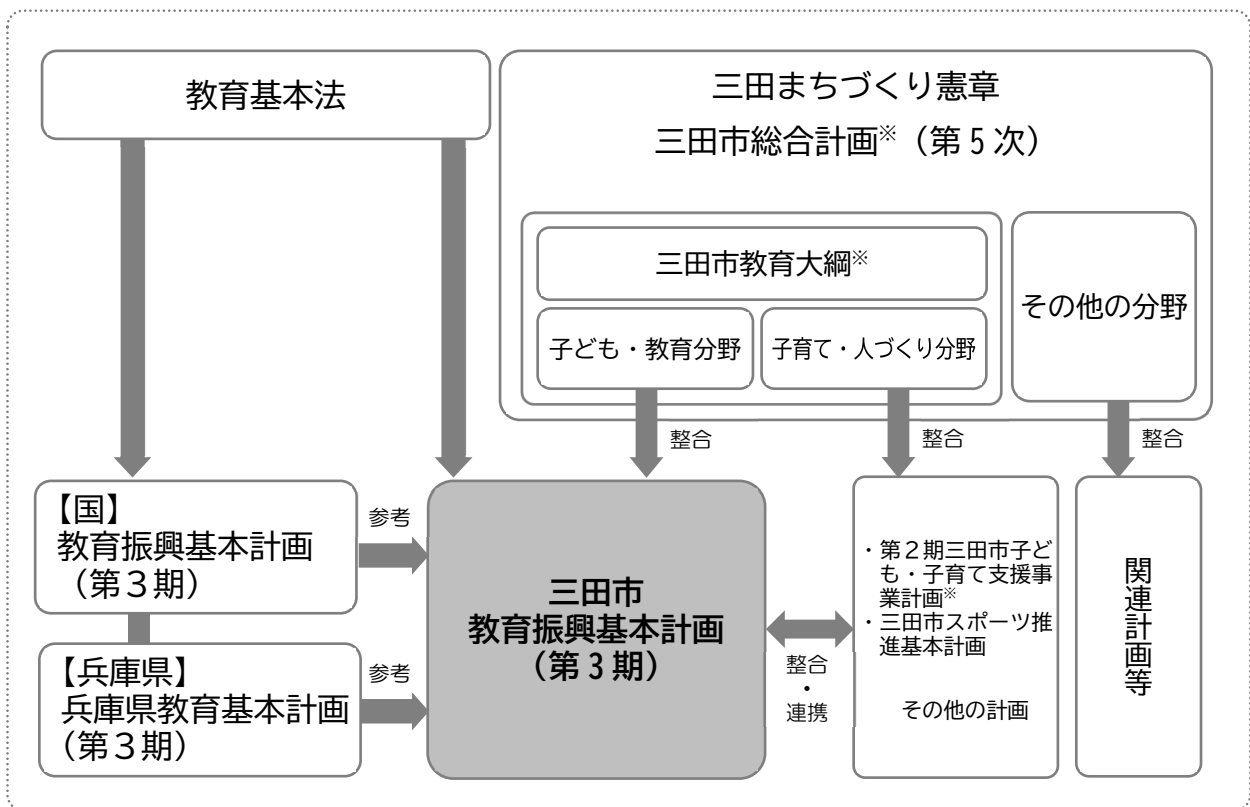 教育基本法
三田まちづくり憲章
三田市総合計画※（第5次）
三田市教育大綱※
子ども・教育分野
子育て・人づくり分野
その他の分野
整合
整合
整合
【国】
教育振興基本計画
（第３期）
参考
【兵庫県】
兵庫県教育基本計画
（第３期）
参考
三田市
教育振興基本計画
（第3期）
整合
・
連携
・第２期三田市子ど
も・子育て支援事
業計画※
・三田市スポーツ推
進基本計画
その他の計画
関連計画等